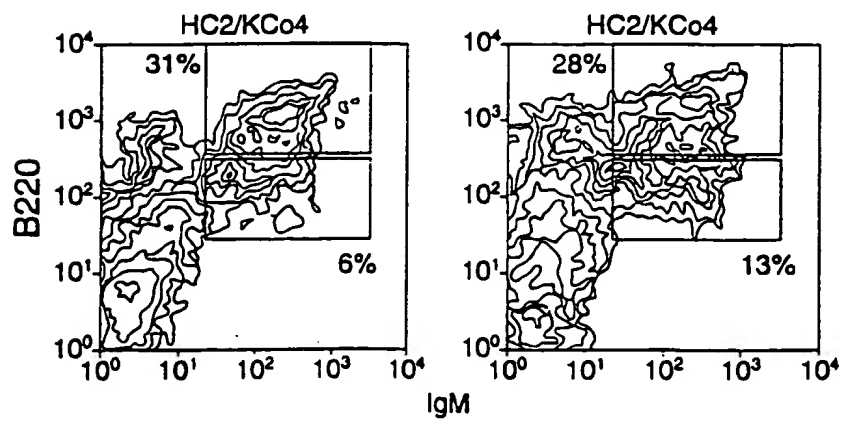 HC2/KCo4 HC2/KCo4
10⁴ 31% 10⁴ 28%
10³ 10³
B220
10² 10²
10¹ 6% 10¹ 13%
10⁰ 10⁰
10⁰ 10¹ 10² 10³ 10⁴ 10⁰ 10¹ 10² 10³ 10⁴
IgM